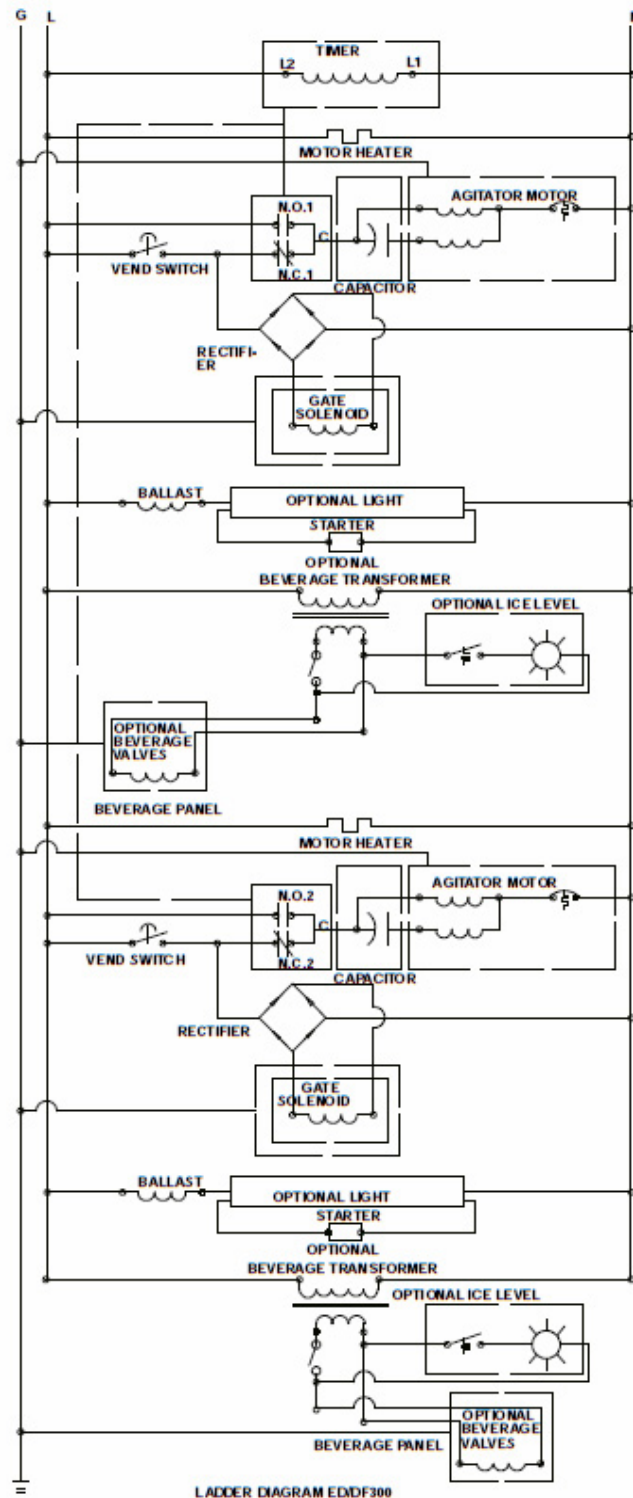 G L N
TIMER
L2 L1
MOTOR HEATER
AGITATOR MOTOR
N.O.1
C
N.C.1
VEND SWITCH
CAPACITOR
RECTIFI-
ER
GATE
SOLENOID
BALLAST
OPTIONAL LIGHT
STARTER
OPTIONAL
BEVERAGE TRANSFORMER
OPTIONAL ICE LEVEL
OPTIONAL
BEVERAGE
VALVES
BEVERAGE PANEL
MOTOR HEATER
AGITATOR MOTOR
N.O.2
C
N.C.2
VEND SWITCH
CAPACITOR
RECTIFIER
GATE
SOLENOID
BALLAST
OPTIONAL LIGHT
STARTER
OPTIONAL
BEVERAGE TRANSFORMER
OPTIONAL ICE LEVEL
OPTIONAL
BEVERAGE
VALVES
BEVERAGE PANEL
LADDER DIAGRAM ED/DF300